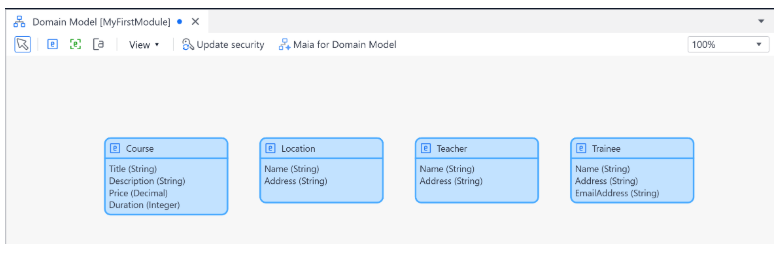 Domain Model [MyFirstModule]
View Update security Maia for Domain Model 100%
Course
Title (String)
Description (String)
Price (Decimal)
Duration (Integer)
Location
Name (String)
Address (String)
Teacher
Name (String)
Address (String)
Trainee
Name (String)
Address (String)
EmailAddress (String)